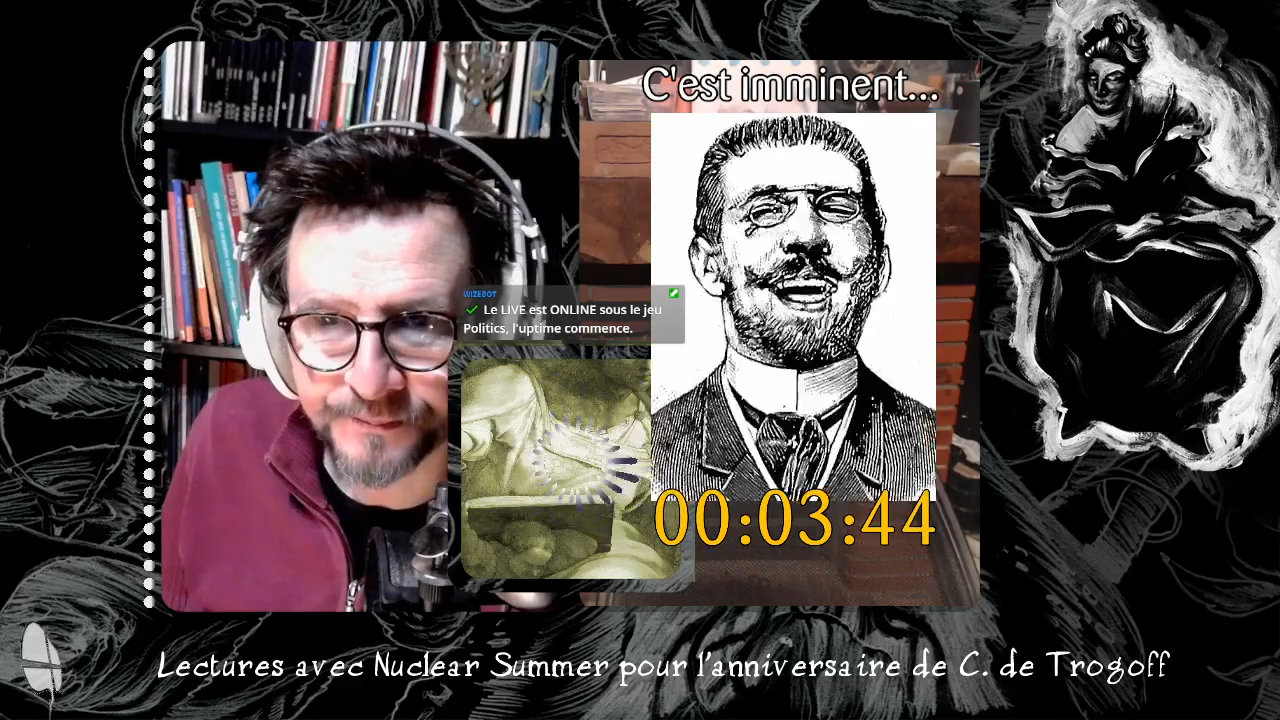 C'est imminent...
WIZEBOT
Le LIVE est ONLINE sous le jeu
Politics, l'uptime commence.
00:03:44
Lectures avec Nuclear Summer pour l'anniversaire de C. de Trogoff